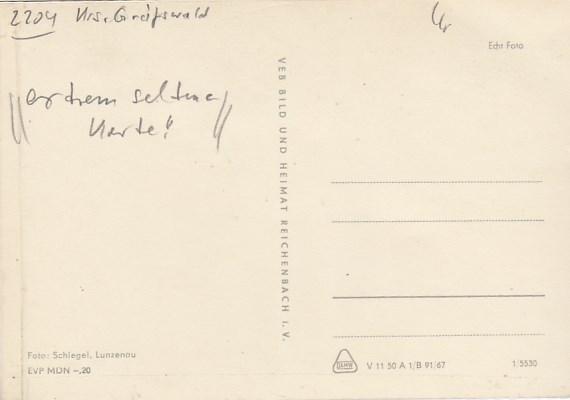 2204 Krs. Greifswald
"extrem seltene
Karte!"
Echt Foto
VEB BILD UND HEIMAT REICHENBACH I. V.
Foto: Schlegel, Lunzenau
EVP MDN –,20
V 11 50 A 1/B 91/67
1/5530